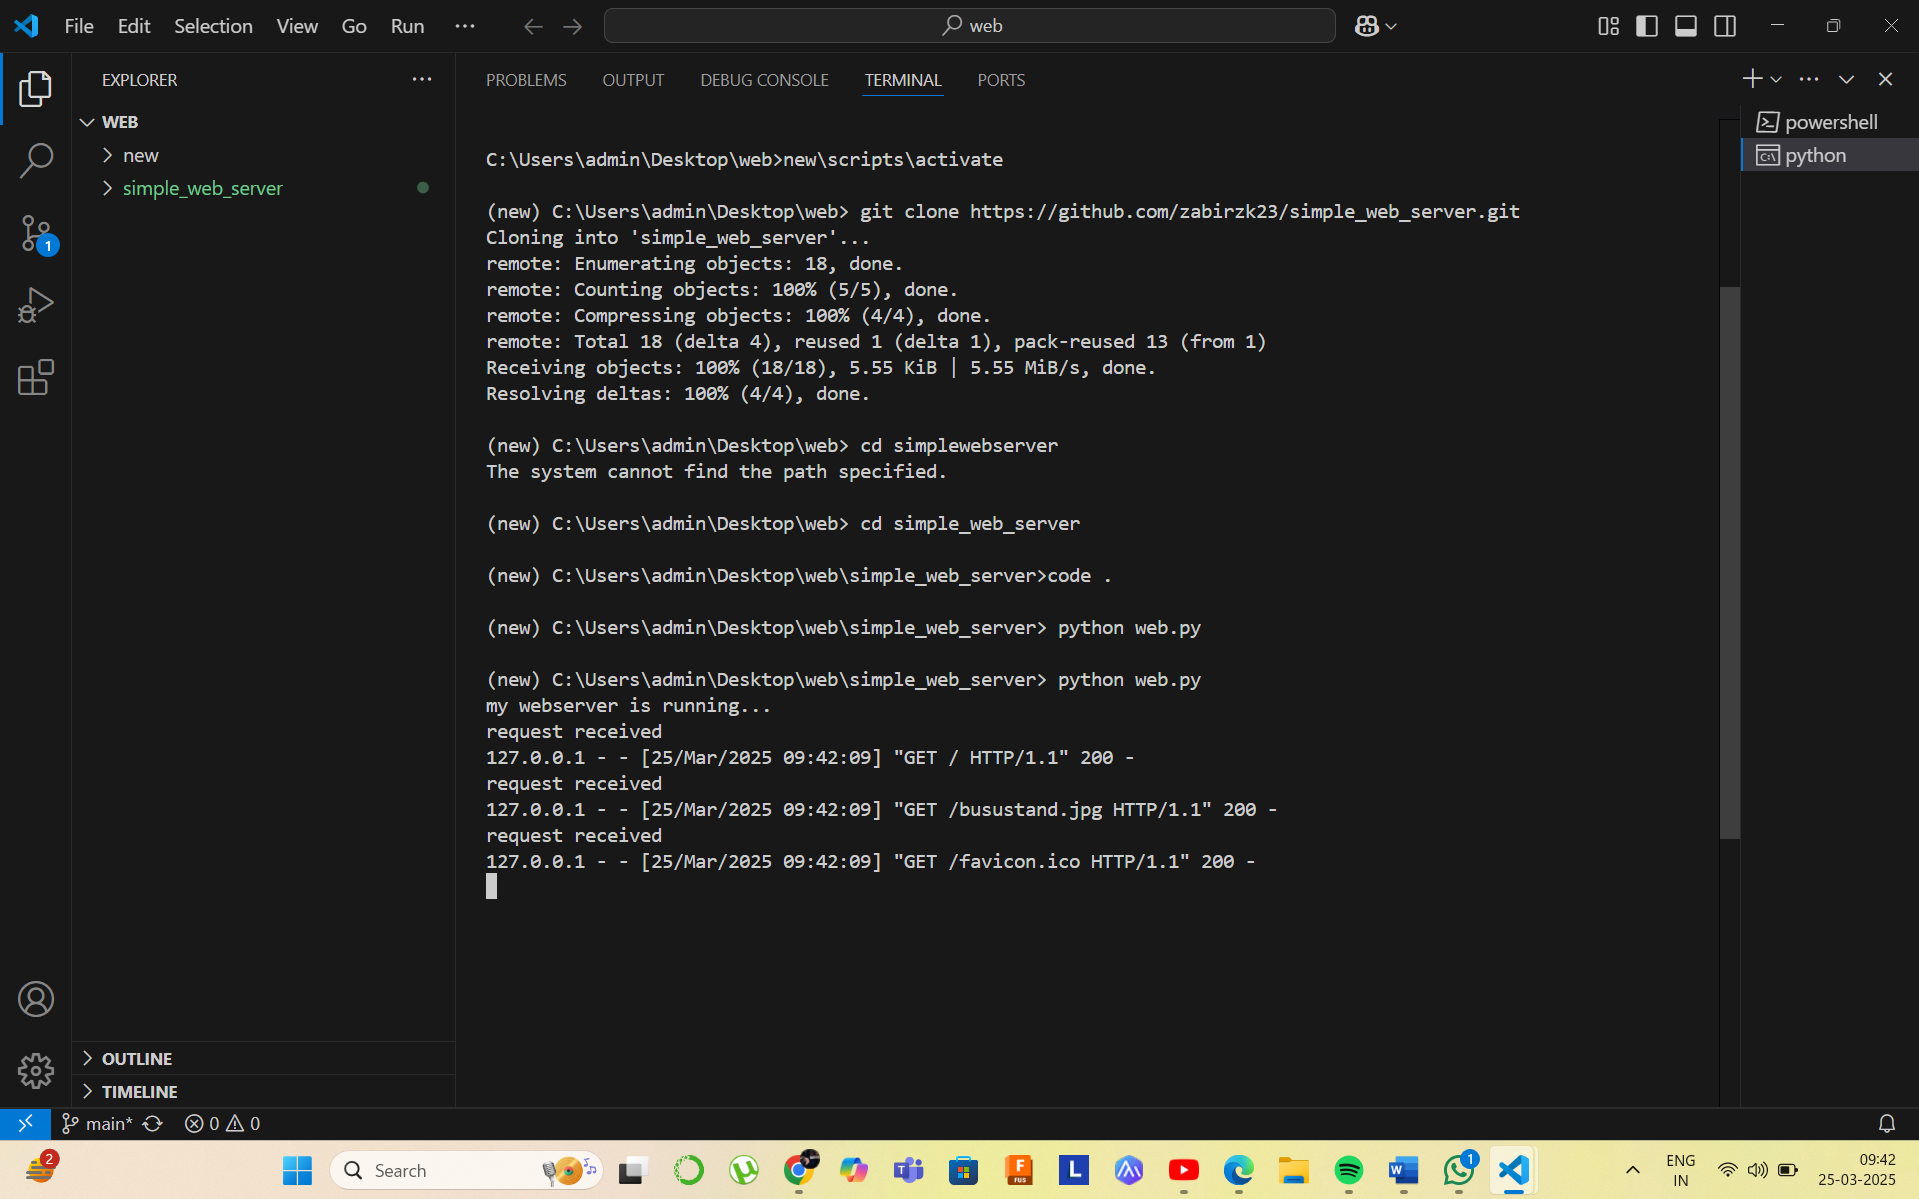 File Edit Selection View Go Run ...
web
EXPLORER
WEB
new
simple_web_server
1
PROBLEMS OUTPUT DEBUG CONSOLE TERMINAL PORTS
powershell
python
C:\Users\admin\Desktop\web>new\scripts\activate
(new) C:\Users\admin\Desktop\web> git clone https://github.com/zabirzk23/simple_web_server.git
Cloning into 'simple_web_server'...
remote: Enumerating objects: 18, done.
remote: Counting objects: 100% (5/5), done.
remote: Compressing objects: 100% (4/4), done.
remote: Total 18 (delta 4), reused 1 (delta 1), pack-reused 13 (from 1)
Receiving objects: 100% (18/18), 5.55 KiB | 5.55 MiB/s, done.
Resolving deltas: 100% (4/4), done.
(new) C:\Users\admin\Desktop\web> cd simplewebserver
The system cannot find the path specified.
(new) C:\Users\admin\Desktop\web> cd simple_web_server
(new) C:\Users\admin\Desktop\web\simple_web_server>code .
(new) C:\Users\admin\Desktop\web\simple_web_server> python web.py
(new) C:\Users\admin\Desktop\web\simple_web_server> python web.py
my webserver is running...
request received
127.0.0.1 - - [25/Mar/2025 09:42:09] "GET / HTTP/1.1" 200 -
request received
127.0.0.1 - - [25/Mar/2025 09:42:09] "GET /busustand.jpg HTTP/1.1" 200 -
request received
127.0.0.1 - - [25/Mar/2025 09:42:09] "GET /favicon.ico HTTP/1.1" 200 -
OUTLINE
TIMELINE
main* 0 0
2
Search
F
FUS
L
1
ENG
IN
09:42
25-03-2025